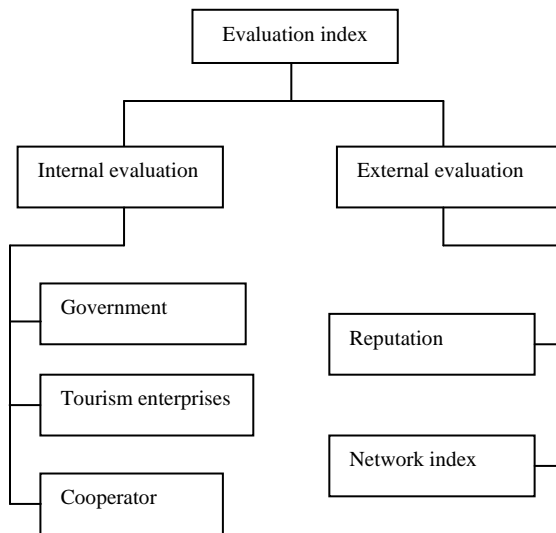 Evaluation index
Internal evaluation
External evaluation
Government
Tourism enterprises
Cooperator
Reputation
Network index